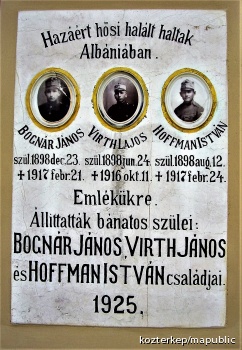 Hazáért hősi halált haltak
Albániában.
BOGNÁR JÁNOS VIRTH LAJOS HOFFMAN ISTVÁN
szül. 1898 dec. 23. szül. 1898 jun. 24. szül. 1898 aug. 12.
+ 1917 febr. 21. + 1916 okt. 11. + 1917 febr. 24.
Emlékükre.
Állíttatták bánatos szülei:
BOGNÁR JÁNOS, VIRTH JÁNOS
és HOFFMAN ISTVÁN családjai.
1925.
kozterkep/mapublic